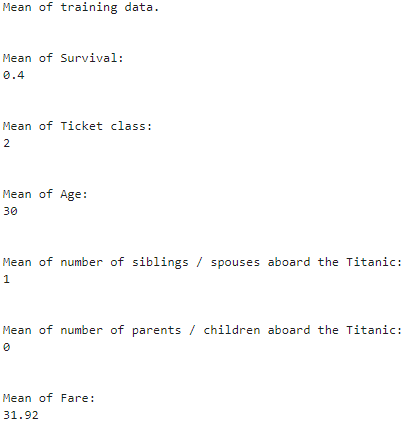 Mean of training data.
Mean of Survival:
0.4
Mean of Ticket class:
2
Mean of Age:
30
Mean of number of siblings / spouses aboard the Titanic:
1
Mean of number of parents / children aboard the Titanic:
0
Mean of Fare:
31.92